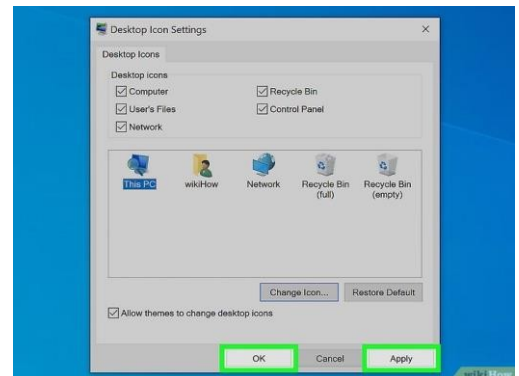 Desktop Icon Settings
Desktop Icons
Desktop icons
Computer
Recycle Bin
User's Files
Control Panel
Network
This PC
wikiHow
Network
Recycle Bin (full)
Recycle Bin (empty)
Change Icon...
Restore Default
Allow themes to change desktop icons
OK
Cancel
Apply
wikiHow